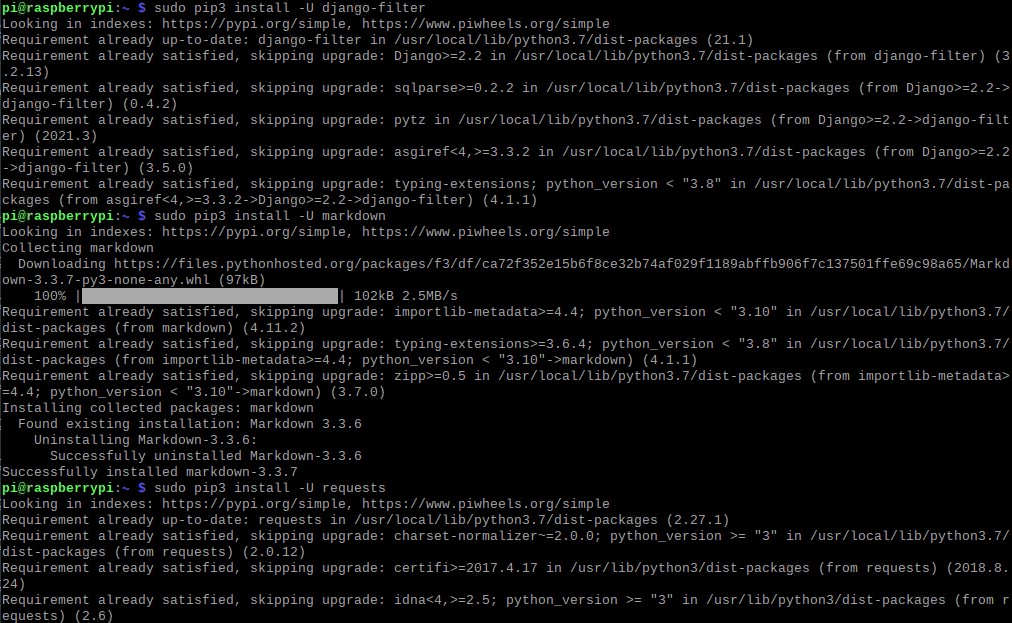 pi@raspberrypi:~ $ sudo pip3 install -U django-filter
Looking in indexes: https://pypi.org/simple, https://www.piwheels.org/simple
Requirement already up-to-date: django-filter in /usr/local/lib/python3.7/dist-packages (21.1)
Requirement already satisfied, skipping upgrade: Django>=2.2 in /usr/local/lib/python3.7/dist-packages (from django-filter) (3
.2.13)
Requirement already satisfied, skipping upgrade: sqlparse>=0.2.2 in /usr/local/lib/python3.7/dist-packages (from Django>=2.2->
django-filter) (0.4.2)
Requirement already satisfied, skipping upgrade: pytz in /usr/local/lib/python3.7/dist-packages (from Django>=2.2->django-filt
er) (2021.3)
Requirement already satisfied, skipping upgrade: asgiref<4,>=3.3.2 in /usr/local/lib/python3.7/dist-packages (from Django>=2.2
->django-filter) (3.5.0)
Requirement already satisfied, skipping upgrade: typing-extensions; python_version < "3.8" in /usr/local/lib/python3.7/dist-pa
ckages (from asgiref<4,>=3.3.2->Django>=2.2->django-filter) (4.1.1)
pi@raspberrypi:~ $ sudo pip3 install -U markdown
Looking in indexes: https://pypi.org/simple, https://www.piwheels.org/simple
Collecting markdown
  Downloading https://files.pythonhosted.org/packages/f3/df/ca72f352e15b6f8ce32b74af029f1189abffb906f7c137501ffe69c98a65/Markd
own-3.3.7-py3-none-any.whl (97kB)
    100% |████████████████████████████████| 102kB 2.5MB/s
Requirement already satisfied, skipping upgrade: importlib-metadata>=4.4; python_version < "3.10" in /usr/local/lib/python3.7/
dist-packages (from markdown) (4.11.2)
Requirement already satisfied, skipping upgrade: typing-extensions>=3.6.4; python_version < "3.8" in /usr/local/lib/python3.7/
dist-packages (from importlib-metadata>=4.4; python_version < "3.10"->markdown) (4.1.1)
Requirement already satisfied, skipping upgrade: zipp>=0.5 in /usr/local/lib/python3.7/dist-packages (from importlib-metadata>
=4.4; python_version < "3.10"->markdown) (3.7.0)
Installing collected packages: markdown
  Found existing installation: Markdown 3.3.6
    Uninstalling Markdown-3.3.6:
      Successfully uninstalled Markdown-3.3.6
Successfully installed markdown-3.3.7
pi@raspberrypi:~ $ sudo pip3 install -U requests
Looking in indexes: https://pypi.org/simple, https://www.piwheels.org/simple
Requirement already up-to-date: requests in /usr/local/lib/python3.7/dist-packages (2.27.1)
Requirement already satisfied, skipping upgrade: charset-normalizer~=2.0.0; python_version >= "3" in /usr/local/lib/python3.7/
dist-packages (from requests) (2.0.12)
Requirement already satisfied, skipping upgrade: certifi>=2017.4.17 in /usr/lib/python3/dist-packages (from requests) (2018.8.
24)
Requirement already satisfied, skipping upgrade: idna<4,>=2.5; python_version >= "3" in /usr/lib/python3/dist-packages (from r
equests) (2.6)